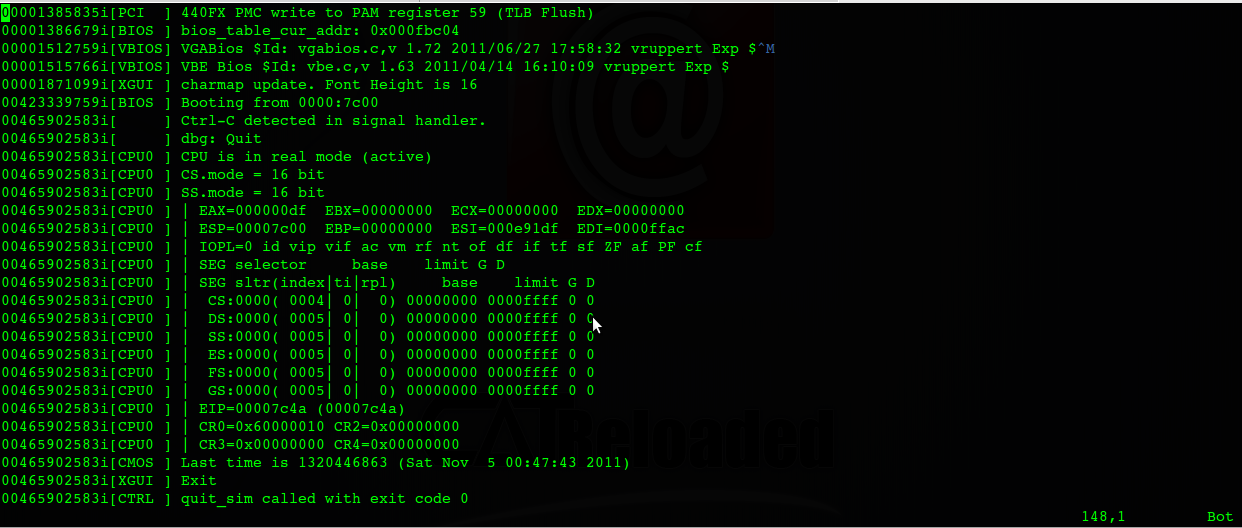 00001385835i[PCI  ] 440FX PMC write to PAM register 59 (TLB Flush)
00001386679i[BIOS ] bios_table_cur_addr: 0x000fbc04
00001512759i[VBIOS] VGABios $Id: vgabios.c,v 1.72 2011/06/27 17:58:32 vruppert Exp $^M
00001515766i[VBIOS] VBE Bios $Id: vbe.c,v 1.63 2011/04/14 16:10:09 vruppert Exp $
00001871099i[XGUI ] charmap update. Font Height is 16
00423339759i[BIOS ] Booting from 0000:7c00
00465902583i[     ] Ctrl-C detected in signal handler.
00465902583i[     ] dbg: Quit
00465902583i[CPU0 ] CPU is in real mode (active)
00465902583i[CPU0 ] CS.mode = 16 bit
00465902583i[CPU0 ] SS.mode = 16 bit
00465902583i[CPU0 ] | EAX=000000df  EBX=00000000  ECX=00000000  EDX=00000000
00465902583i[CPU0 ] | ESP=00007c00  EBP=00000000  ESI=000e91df  EDI=0000ffac
00465902583i[CPU0 ] | IOPL=0 id vip vif ac vm rf nt of df if tf sf ZF af PF cf
00465902583i[CPU0 ] | SEG selector     base    limit G D
00465902583i[CPU0 ] | SEG sltr(index|ti|rpl)     base    limit G D
00465902583i[CPU0 ] |  CS:0000( 0004| 0|  0) 00000000 0000ffff 0 0
00465902583i[CPU0 ] |  DS:0000( 0005| 0|  0) 00000000 0000ffff 0 0
00465902583i[CPU0 ] |  SS:0000( 0005| 0|  0) 00000000 0000ffff 0 0
00465902583i[CPU0 ] |  ES:0000( 0005| 0|  0) 00000000 0000ffff 0 0
00465902583i[CPU0 ] |  FS:0000( 0005| 0|  0) 00000000 0000ffff 0 0
00465902583i[CPU0 ] |  GS:0000( 0005| 0|  0) 00000000 0000ffff 0 0
00465902583i[CPU0 ] | EIP=00007c4a (00007c4a)
00465902583i[CPU0 ] | CR0=0x60000010 CR2=0x00000000
00465902583i[CPU0 ] | CR3=0x00000000 CR4=0x00000000
00465902583i[CMOS ] Last time is 1320446863 (Sat Nov  5 00:47:43 2011)
00465902583i[XGUI ] Exit
00465902583i[CTRL ] quit_sim called with exit code 0
148,1 Bot